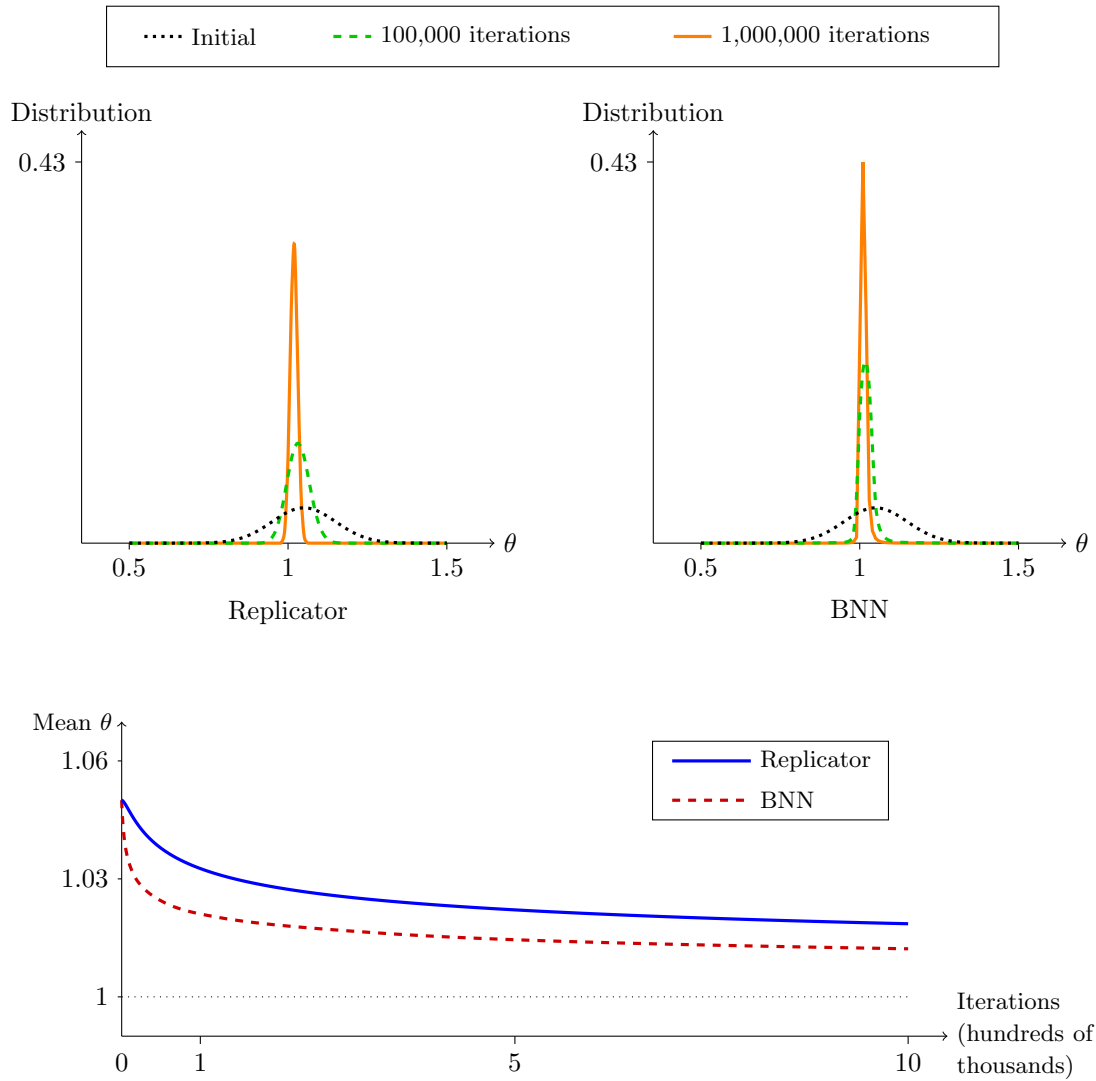 Initial 100,000 iterations 1,000,000 iterations
Distribution
0.43
0.5 1 1.5 θ
Replicator
Distribution
0.43
0.5 1 1.5 θ
BNN
Mean θ
1.06
1.03
1
0 1 5 10
Iterations
(hundreds of
thousands)
Replicator
BNN